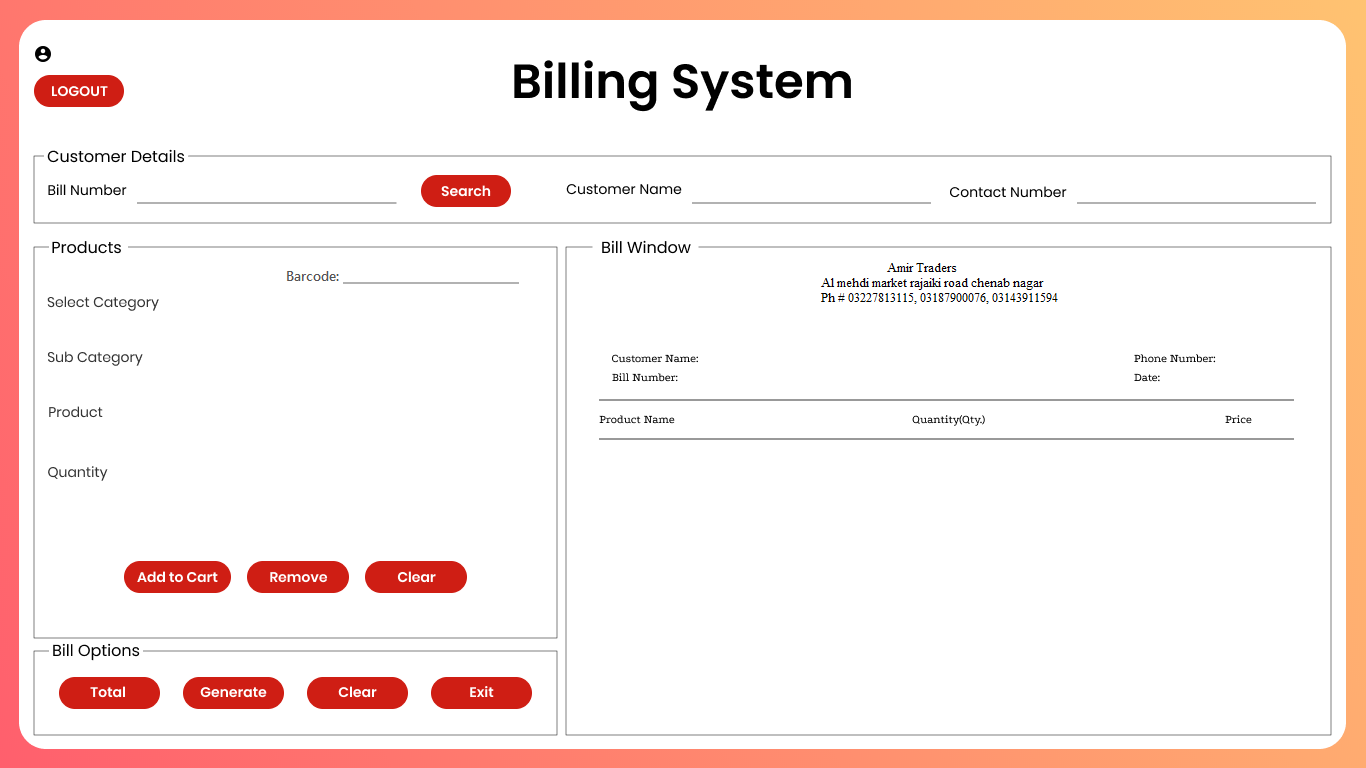 LOGOUT
Billing System
Customer Details
Bill Number
Search
Customer Name
Contact Number
Products
Barcode:
Select Category
Sub Category
Product
Quantity
Add to Cart
Remove
Clear
Bill Options
Total
Generate
Clear
Exit
Bill Window
Amir Traders
Al mehdi market rajaiki road chenab nagar
Ph # 03227813115, 03187900076, 03143911594
Customer Name:
Phone Number:
Bill Number:
Date:
Product Name
Quantity(Qty.)
Price